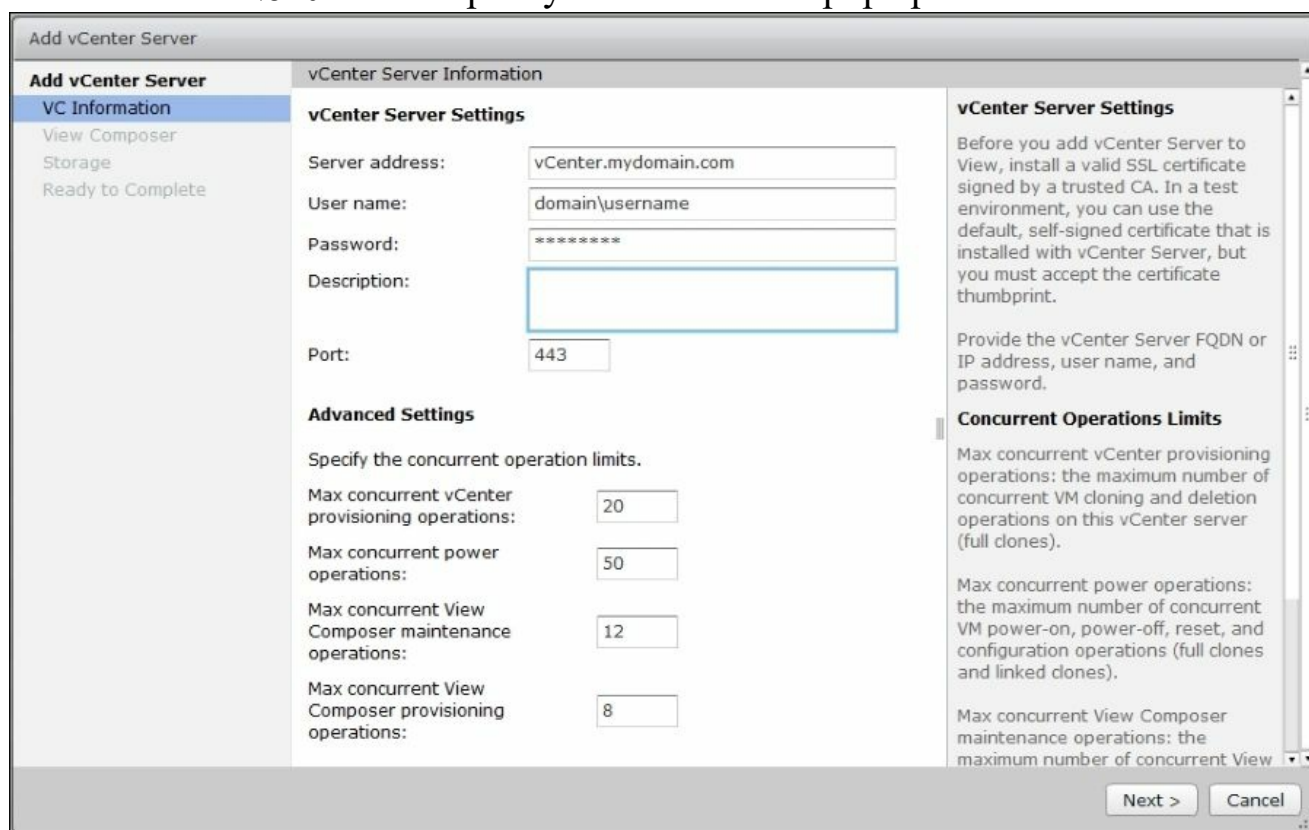 Add vCenter Server
Add vCenter Server
VC Information
View Composer
Storage
Ready to Complete
vCenter Server Information
vCenter Server Settings
Server address: vCenter.mydomain.com
User name: domain\username
Password: ********
Description:
Port: 443
Advanced Settings
Specify the concurrent operation limits.
Max concurrent vCenter
provisioning operations: 20
Max concurrent power
operations: 50
Max concurrent View
Composer maintenance
operations: 12
Max concurrent View
Composer provisioning
operations: 8
vCenter Server Settings
Before you add vCenter Server to
View, install a valid SSL certificate
signed by a trusted CA. In a test
environment, you can use the
default, self-signed certificate that is
installed with vCenter Server, but
you must accept the certificate
thumbprint.
Provide the vCenter Server FQDN or
IP address, user name, and
password.
Concurrent Operations Limits
Max concurrent vCenter provisioning
operations: the maximum number of
concurrent VM cloning and deletion
operations on this vCenter server
(full clones).
Max concurrent power operations:
the maximum number of concurrent
VM power-on, power-off, reset, and
configuration operations (full clones
and linked clones).
Max concurrent View Composer
maintenance operations: the
maximum number of concurrent View
Next >
Cancel